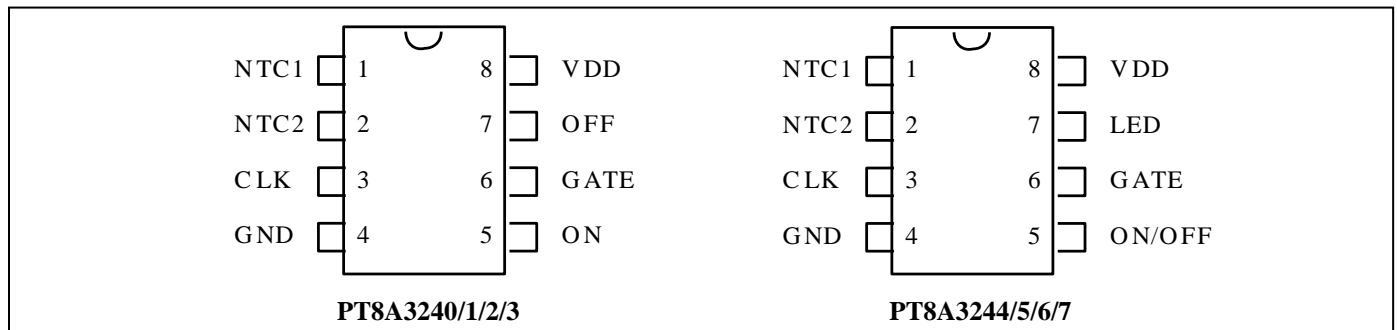 NTC1 1 8 VDD
NTC2 2 7 OFF
CLK 3 6 GATE
GND 4 5 ON
PT8A3240/1/2/3
NTC1 1 8 VDD
NTC2 2 7 LED
CLK 3 6 GATE
GND 4 5 ON/OFF
PT8A3244/5/6/7